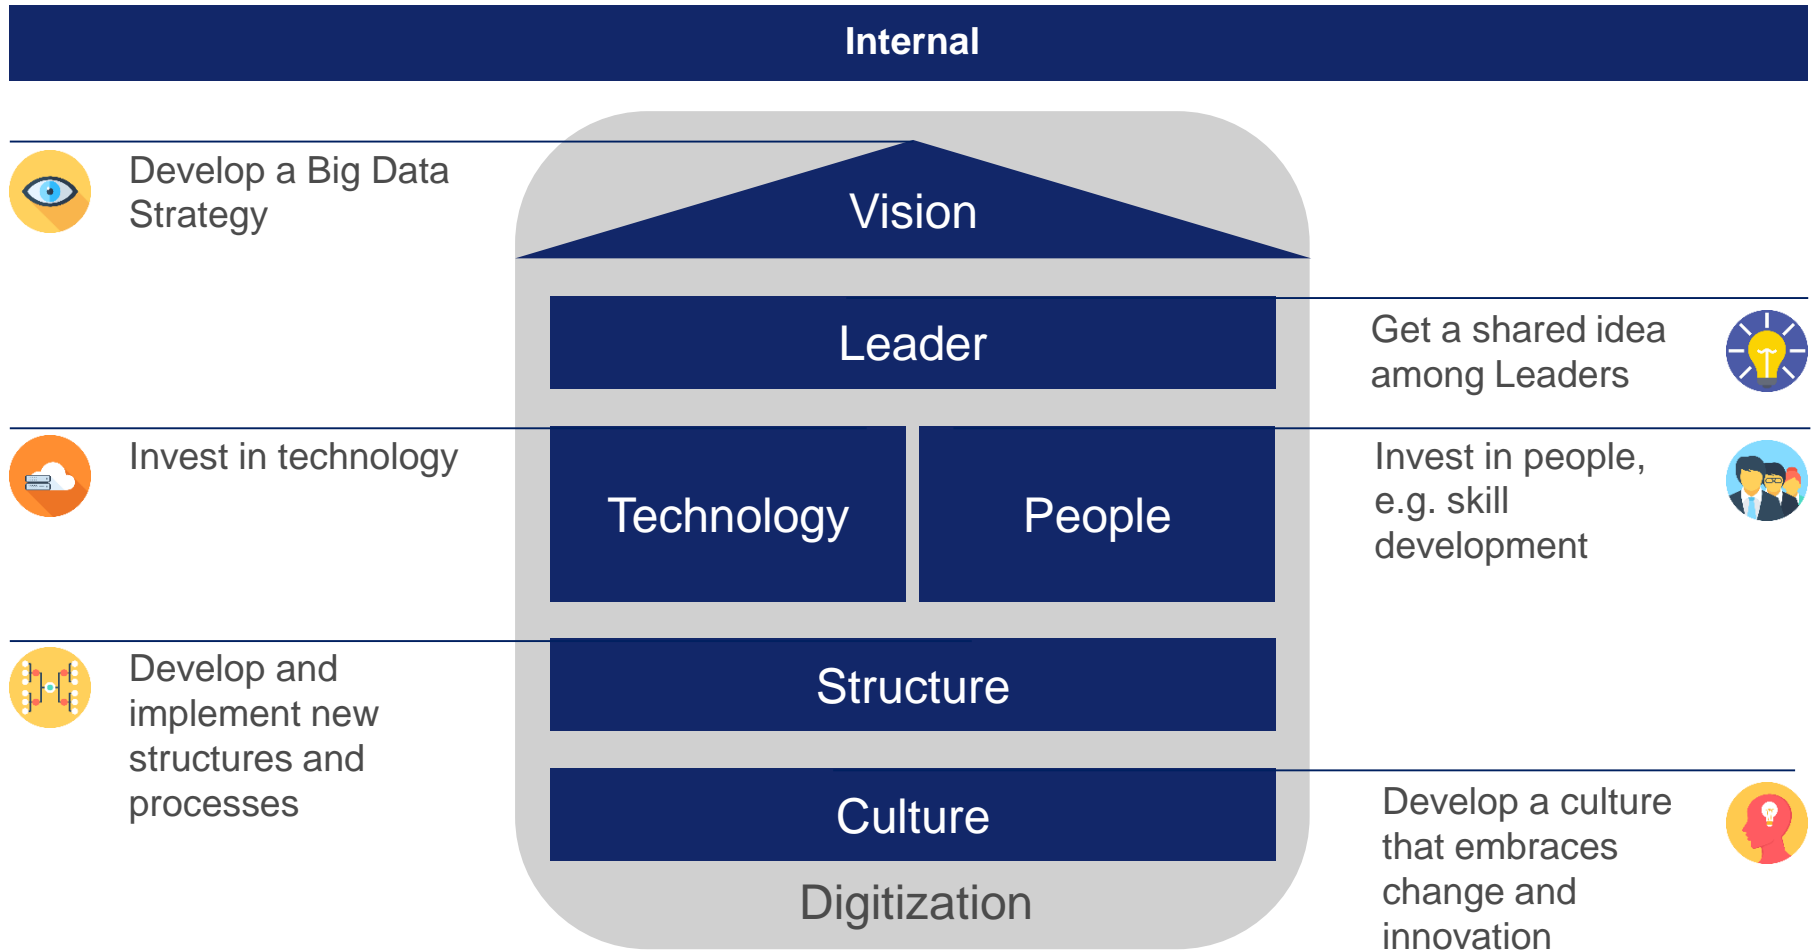 Internal
Develop a Big Data
Strategy
Vision
Leader
Get a shared idea
among Leaders
Invest in technology
Technology
People
Invest in people,
e.g. skill
development
Structure
Develop and
implement new
structures and
processes
Culture
Develop a culture
that embraces
change and
innovation
Digitization